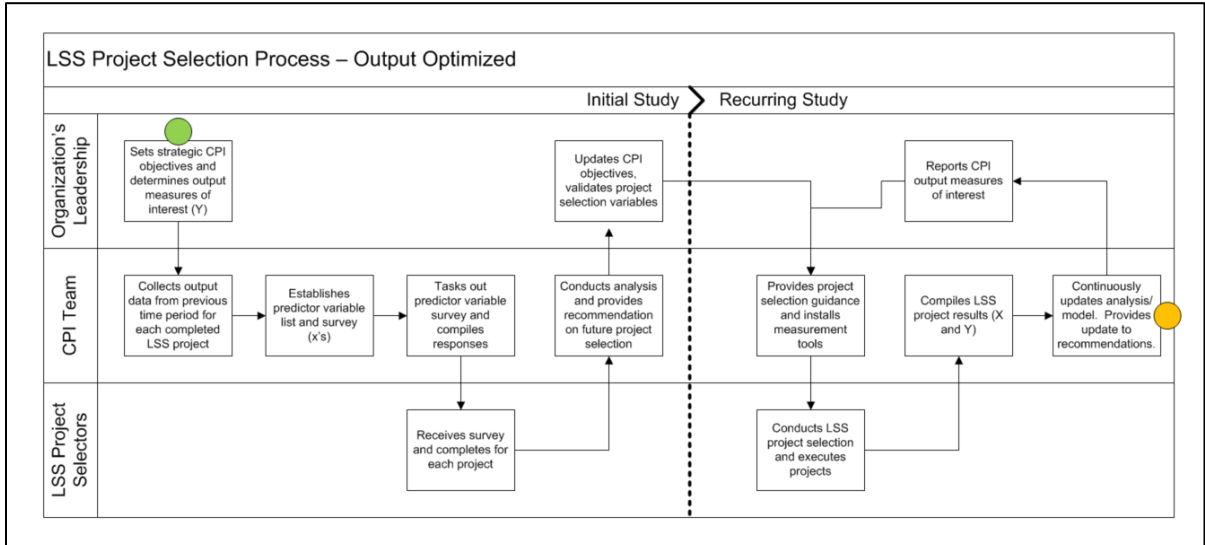 LSS Project Selection Process – Output Optimized
Initial Study
Recurring Study
Organization's
Leadership
Sets strategic CPI
objectives and
determines output
measures of
interest (Y)
Updates CPI
objectives,
validates project
selection variables
Reports CPI
output measures
of interest
CPI Team
Collects output
data from previous
time period for
each completed
LSS project
Establishes
predictor variable
list and survey
(x's)
Tasks out
predictor variable
survey and
compiles
responses
Conducts analysis
and provides
recommendation
on future project
selection
Provides project
selection guidance
and installs
measurement
tools
Compiles LSS
project results (X
and Y)
Continuously
updates analysis/
model. Provides
update to
recommendations.
LSS Project
Selectors
Receives survey
and completes for
each project
Conducts LSS
project selection
and executes
projects